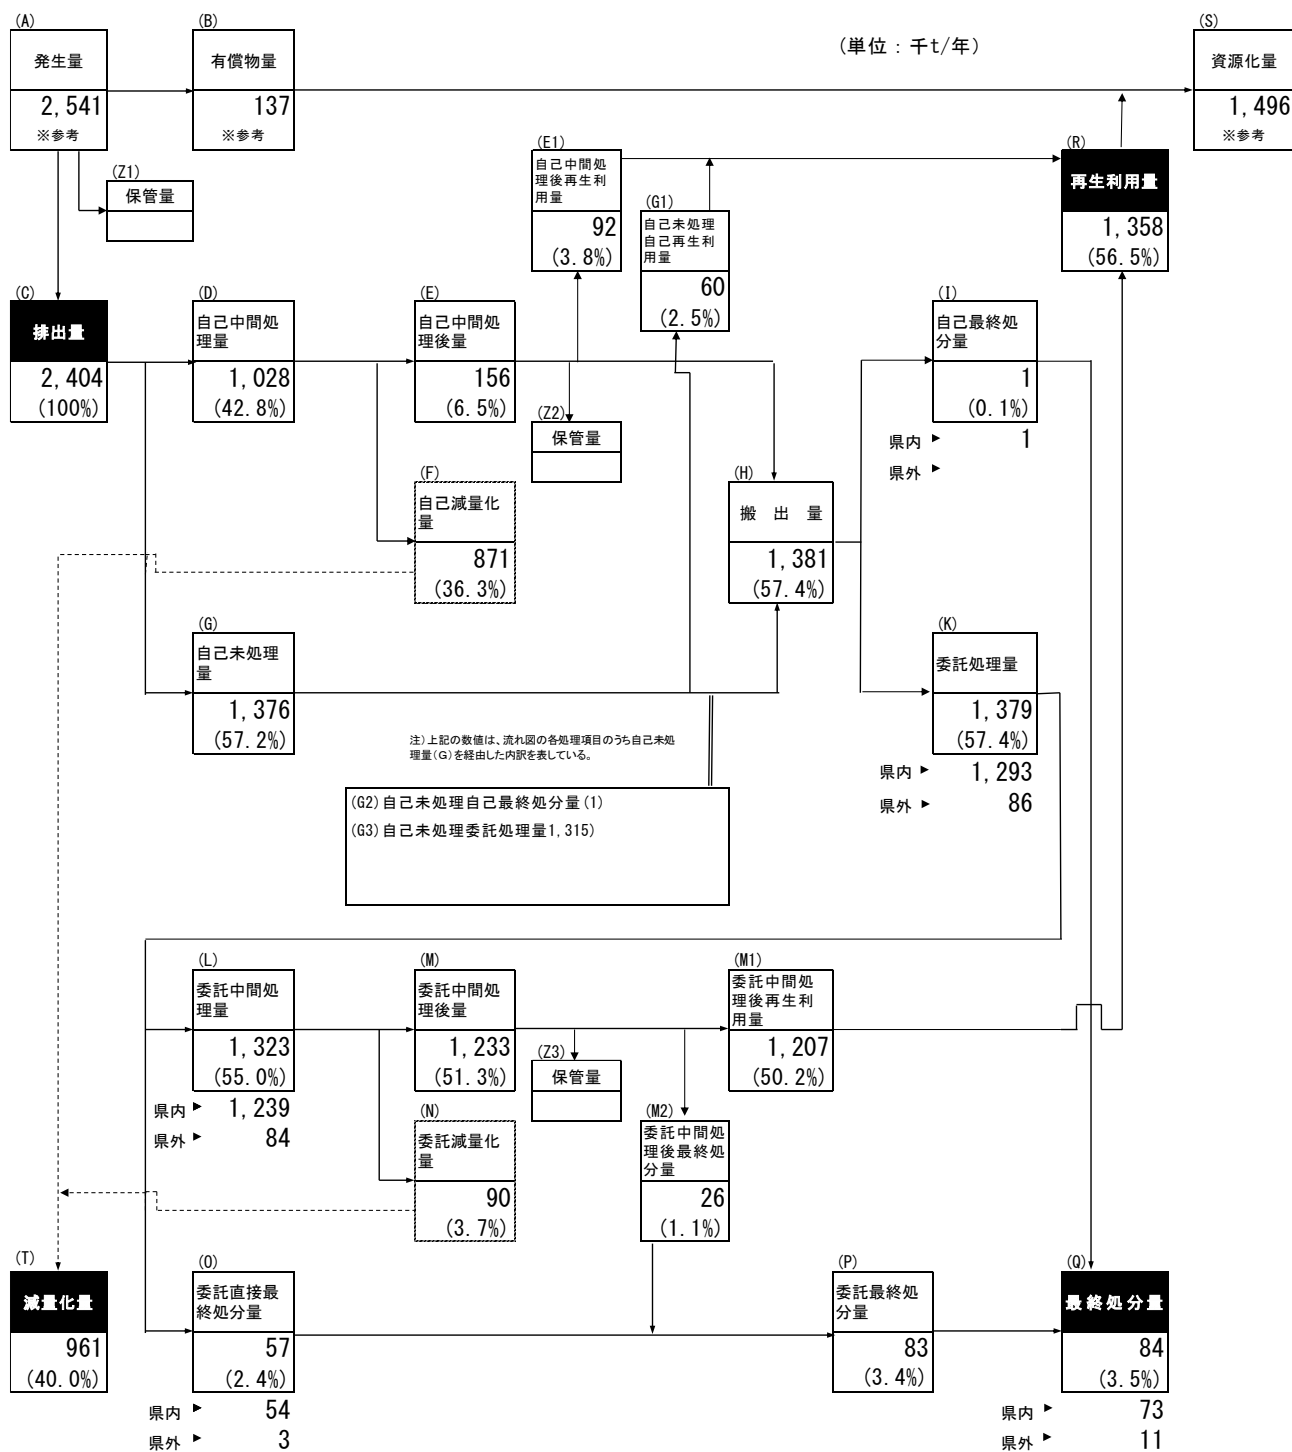 (A)
発生量
2,541
※参考
(B)
有償物量
137
※参考
(単位：千t/年)
(S)
資源化量
1,496
※参考
(Z1)
保管量
(E1)
自己中間処
理後再生利
用量
92
(3.8%)
(G1)
自己未処理
自己再生利
用量
60
(2.5%)
(R)
再生利用量
1,358
(56.5%)
(C)
排出量
2,404
(100%)
(D)
自己中間処
理量
1,028
(42.8%)
(E)
自己中間処
理後量
156
(6.5%)
(Z2)
保管量
(I)
自己最終処
分量
1
(0.1%)
県内 ▶ 1
県外 ▶
(F)
自己減量化
量
871
(36.3%)
(H)
搬出量
1,381
(57.4%)
(G)
自己未処理
量
1,376
(57.2%)
(K)
委託処理量
1,379
(57.4%)
県内 ▶ 1,293
県外 ▶ 86
注)上記の数値は、流れ図の各処理項目のうち自己未処
理量(G)を経由した内訳を表している。
(G2)自己未処理自己最終処分量(1)
(G3)自己未処理委託処理量1,315)
(L)
委託中間処
理量
1,323
(55.0%)
県内 ▶ 1,239
県外 ▶ 84
(M)
委託中間処
理後量
1,233
(51.3%)
(Z3)
保管量
(M1)
委託中間処
理後再生利
用量
1,207
(50.2%)
(N)
委託減量化
量
90
(3.7%)
(M2)
委託中間処
理後最終処
分量
26
(1.1%)
(T)
減量化量
961
(40.0%)
(O)
委託直接最
終処分量
57
(2.4%)
県内 ▶ 54
県外 ▶ 3
(P)
委託最終処
分量
83
(3.4%)
(Q)
最終処分量
84
(3.5%)
県内 ▶ 73
県外 ▶ 11